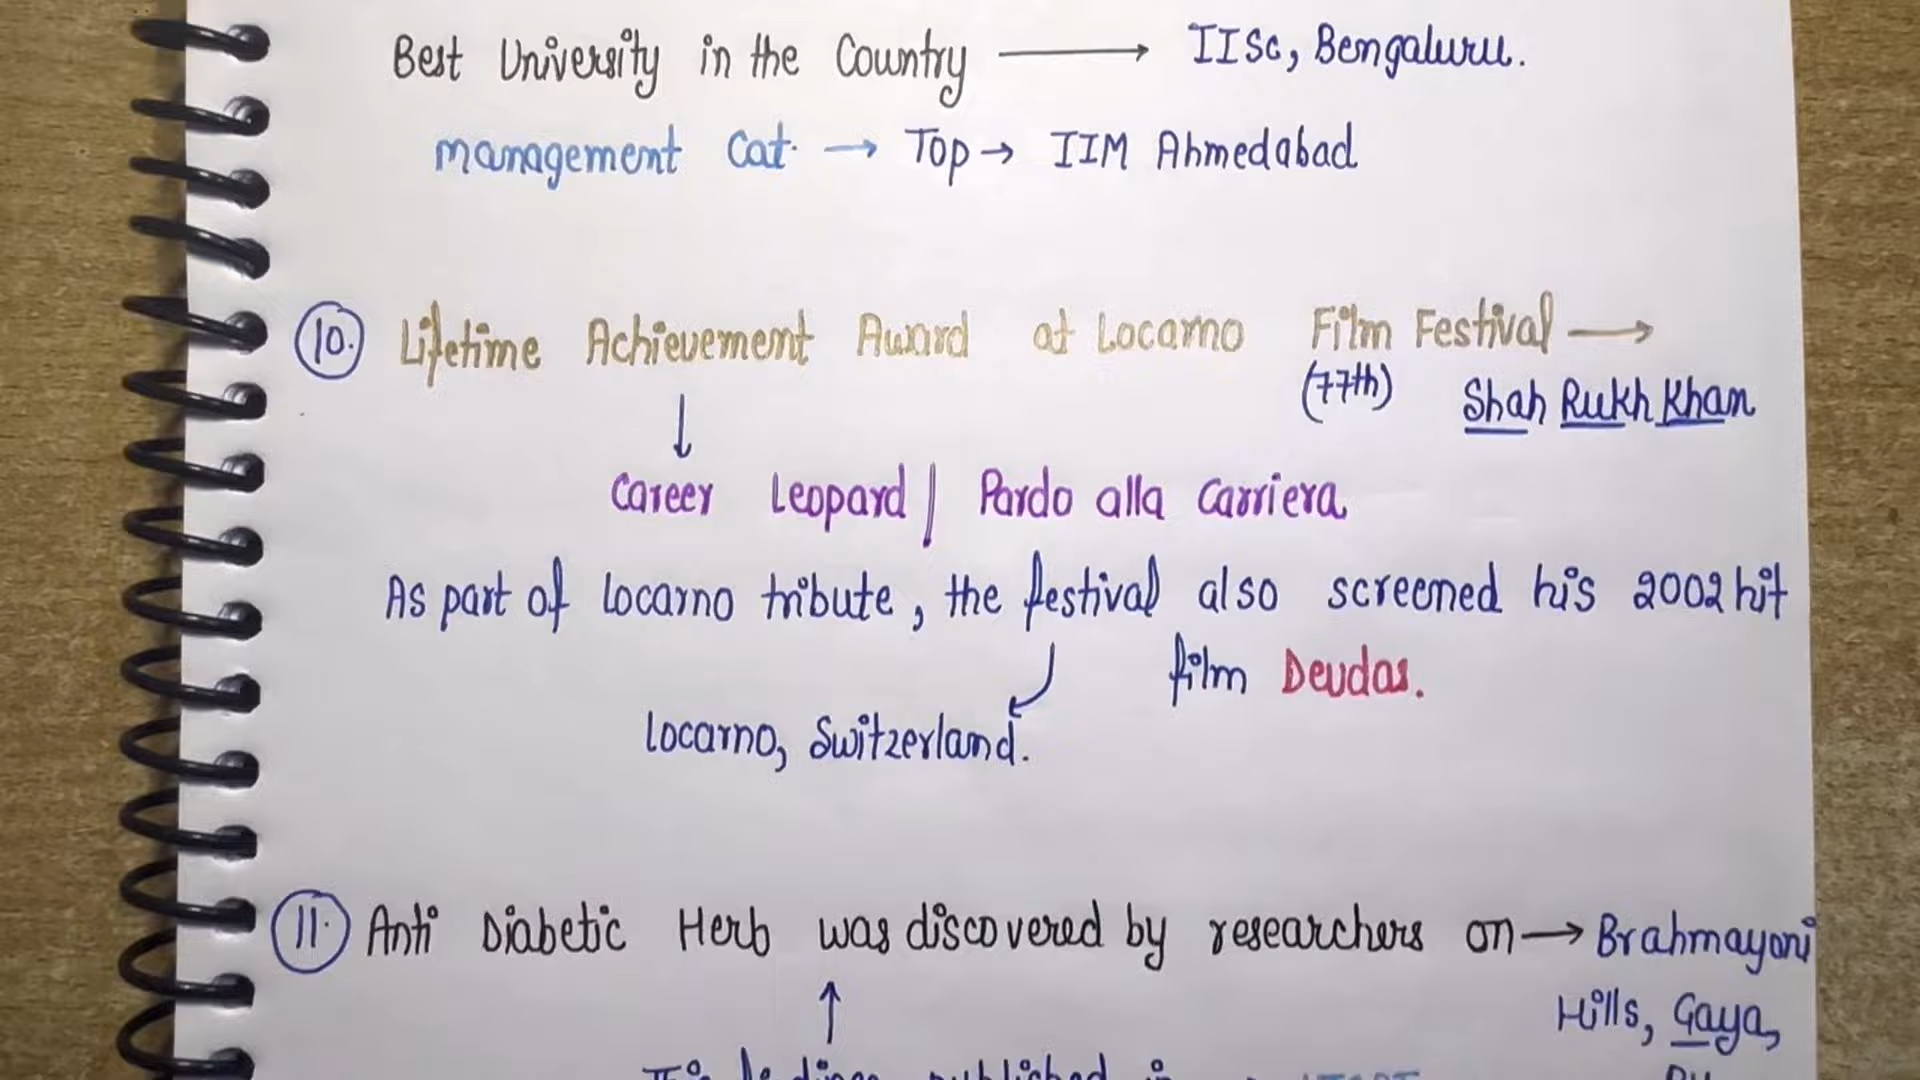 Best University in the Country → IISc, Bengaluru.
management Cat. → Top → IIM Ahmedabad
10. Lifetime Achievement Award at Locarno Film Festival →
(77th) Shah Rukh Khan
↓
Career Leopard | Pardo alla Carriera
As part of Locarno tribute, the festival also screened his 2002 hit
film Devdas.
Locarno, Switzerland.
11. Anti Diabetic Herb was discovered by researchers on → Brahmayoni
↑ Hills, Gaya,
published in